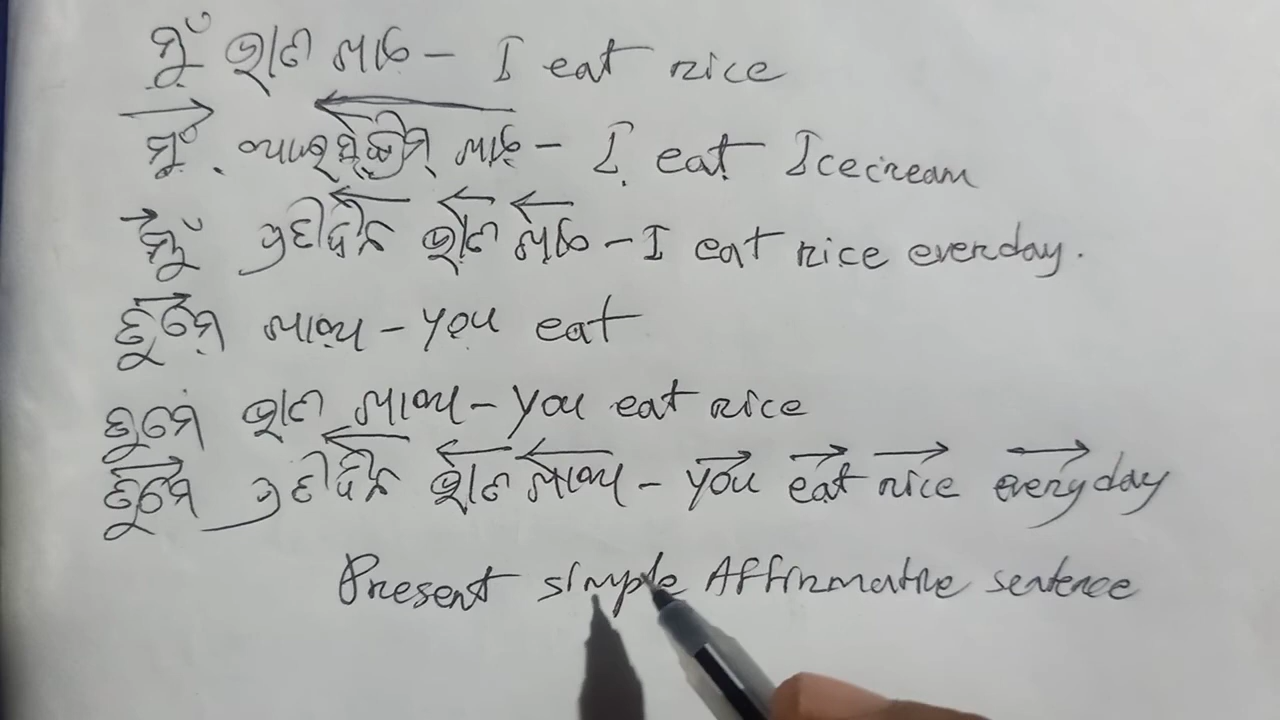 ମୁଁ ଭାତ ଖାଏ - I eat rice
ମୁଁ ଆଇସ୍କ୍ରୀମ୍ ଖାଏ - I eat Icecream
ମୁଁ ପ୍ରତୀଦୀନ ଭାତ ଖାଏ - I eat rice everday.
ତୁମେ ଖାଅ - you eat
ତୁମେ ଭାତ ଖାଅ - you eat rice
ତୁମେ ପ୍ରତୀଦୀନ ଭାତ ଖାଅ - you eat rice everyday
Present simple Affirmative sentence